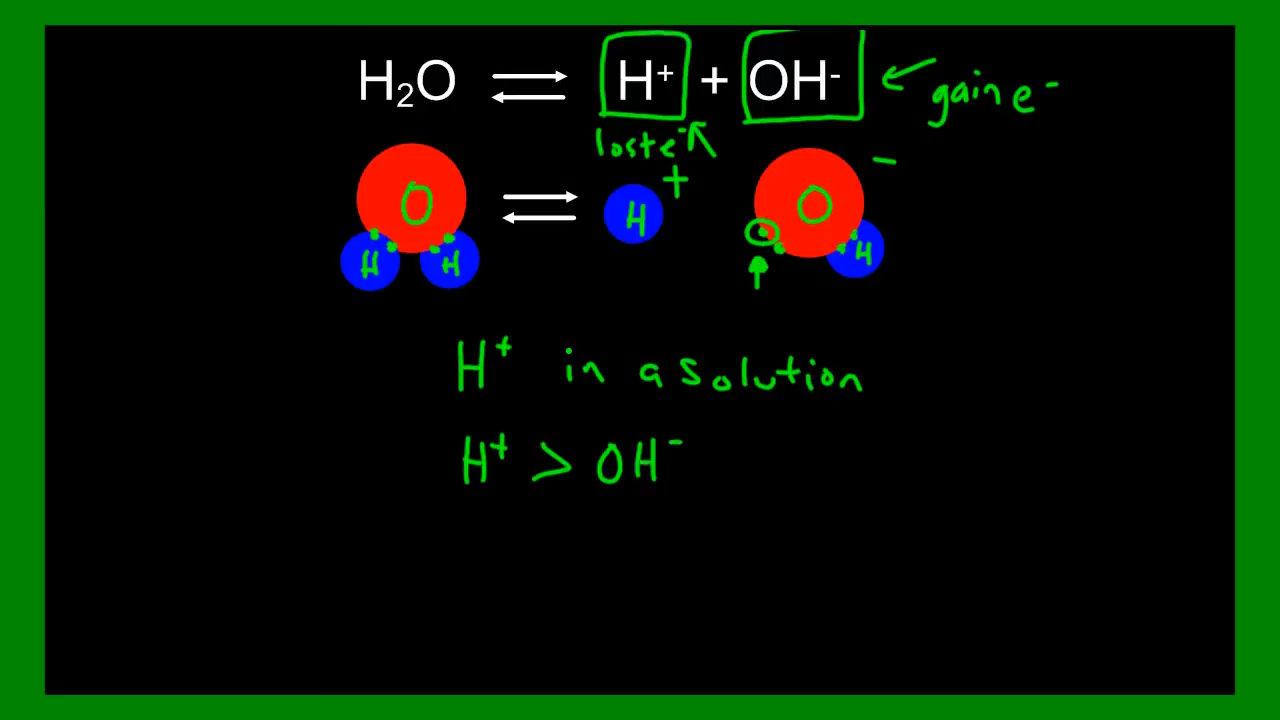 H₂O ⇌ H⁺ + OH⁻ ← gain e⁻
lost e⁻
O ⇌ H + O −
H H H
H⁺ in a solution
H⁺ > OH⁻